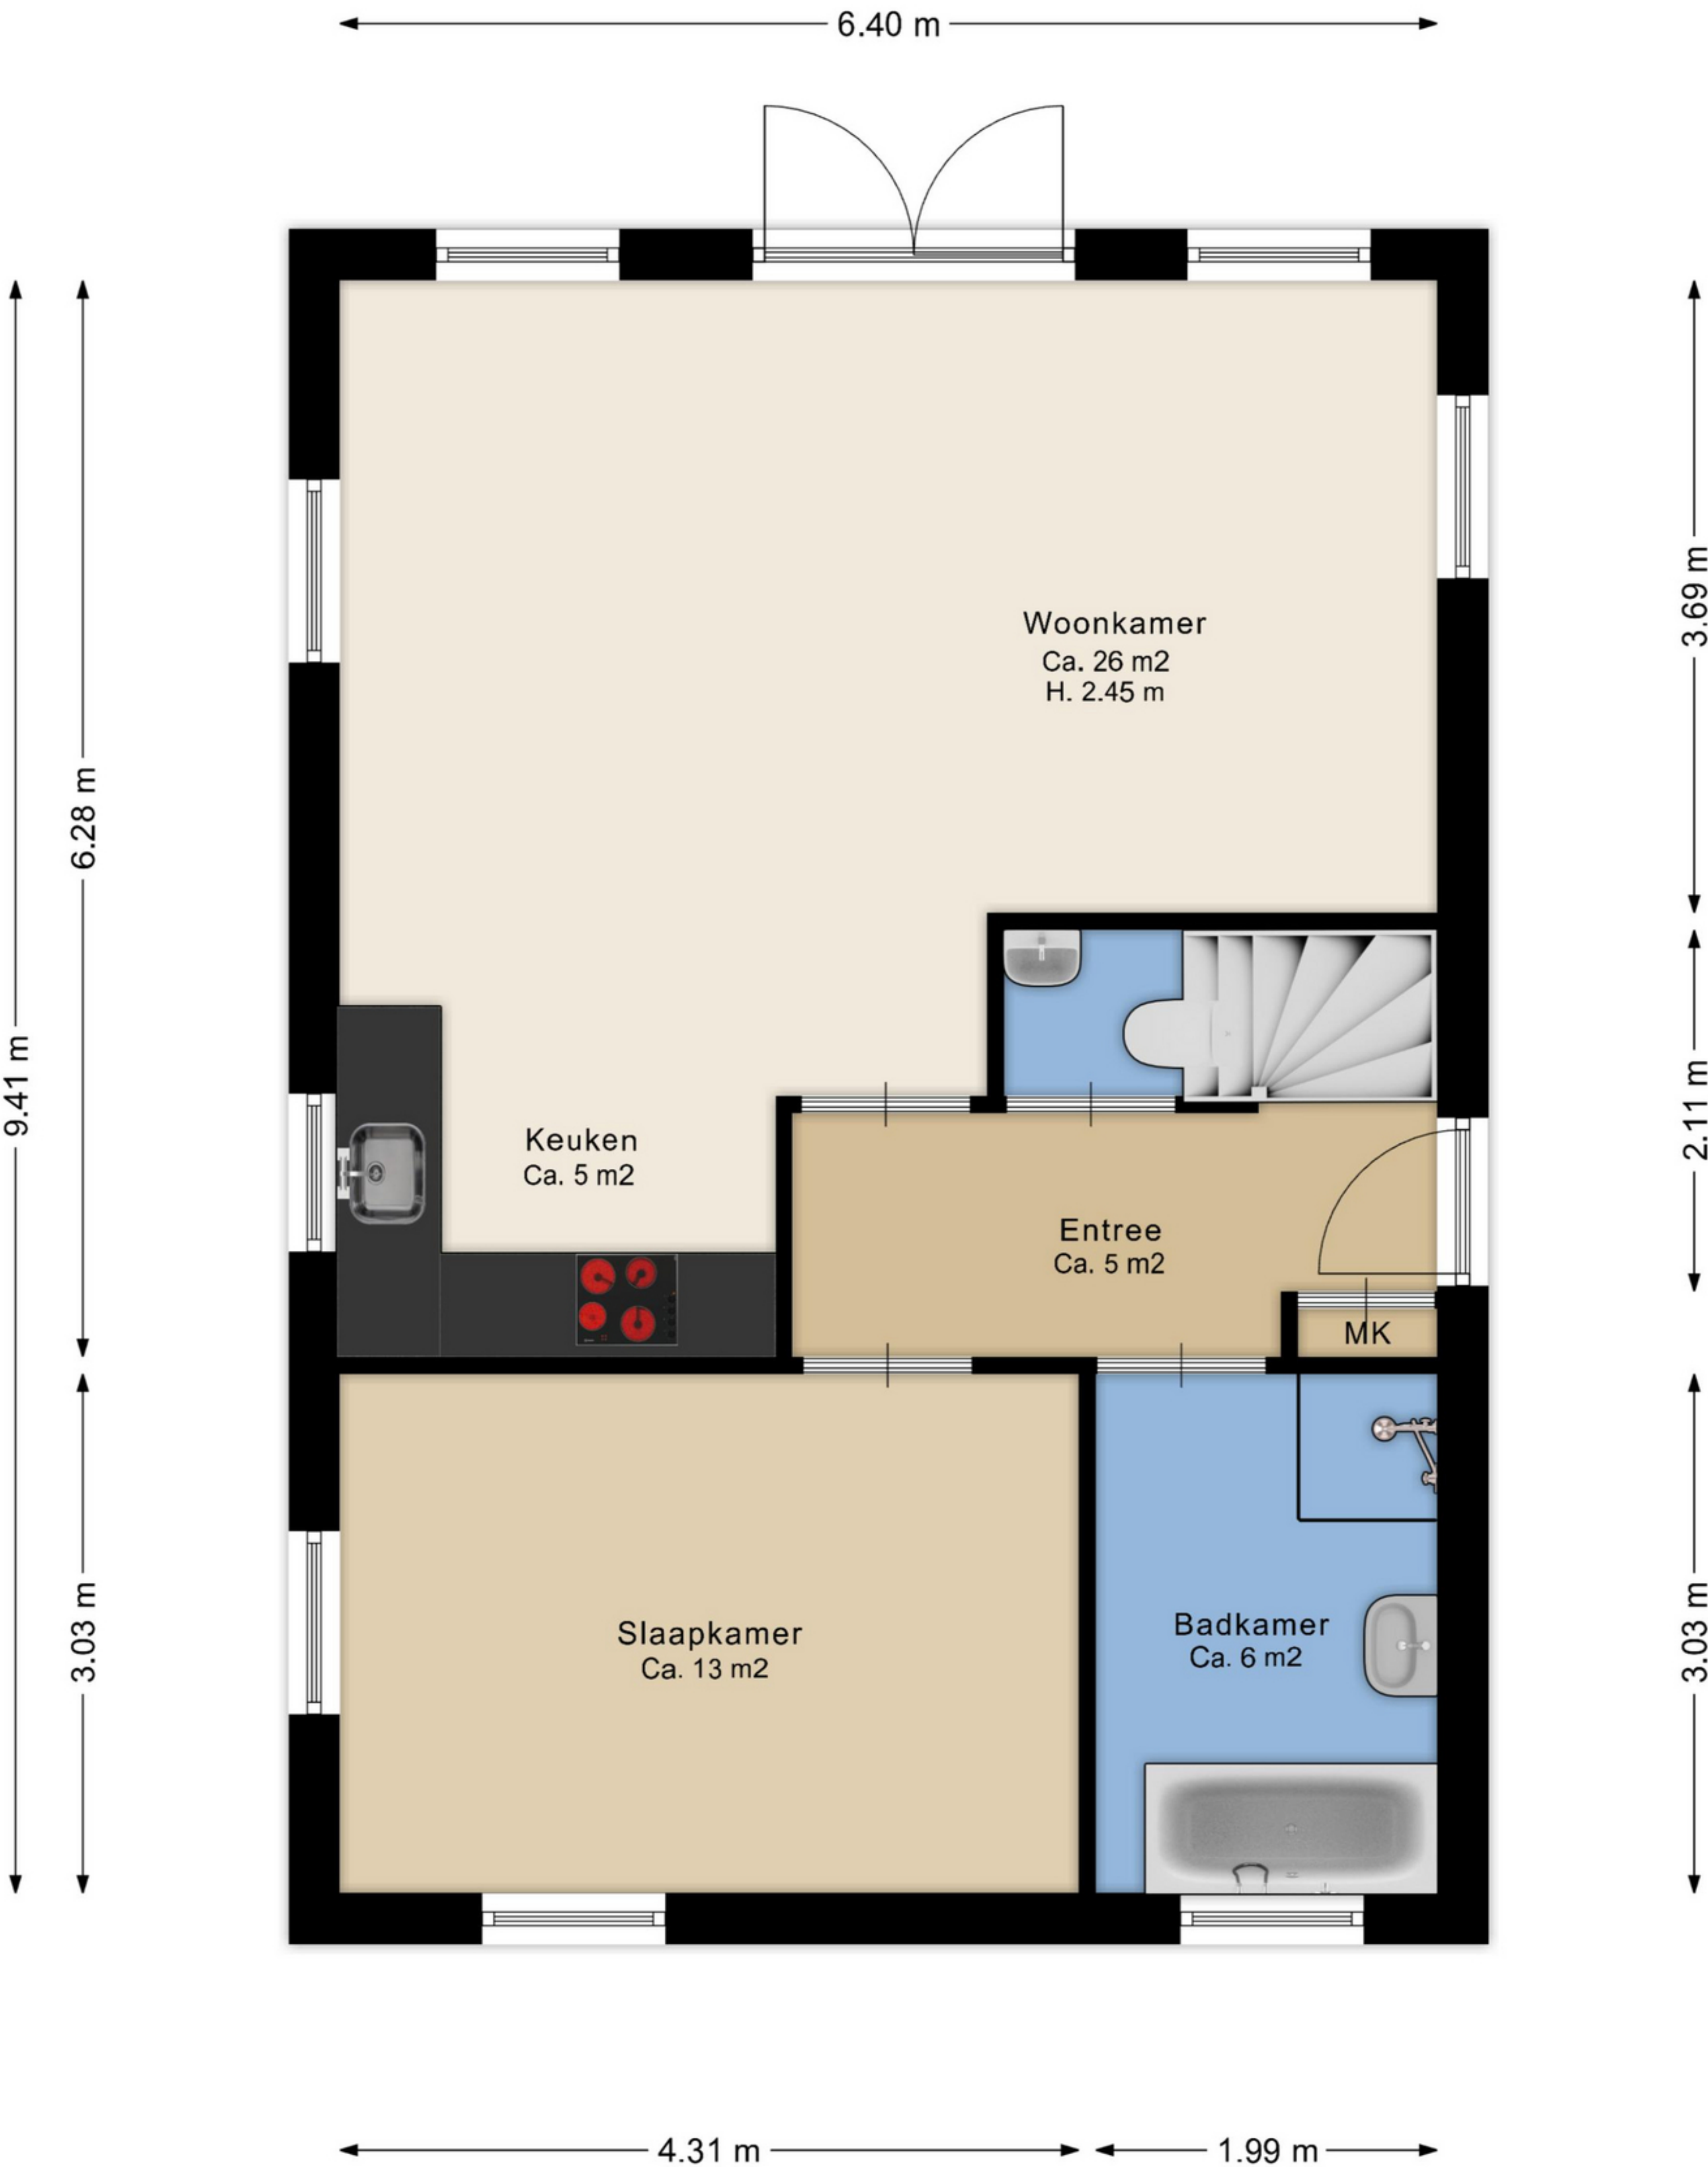 6.40 m
Woonkamer
Ca. 26 m2
H. 2.45 m
3.69 m
6.28 m
9.41 m
Keuken
Ca. 5 m2
2.11 m
Entree
Ca. 5 m2
MK
Slaapkamer
Ca. 13 m2
Badkamer
Ca. 6 m2
3.03 m
3.03 m
4.31 m
1.99 m